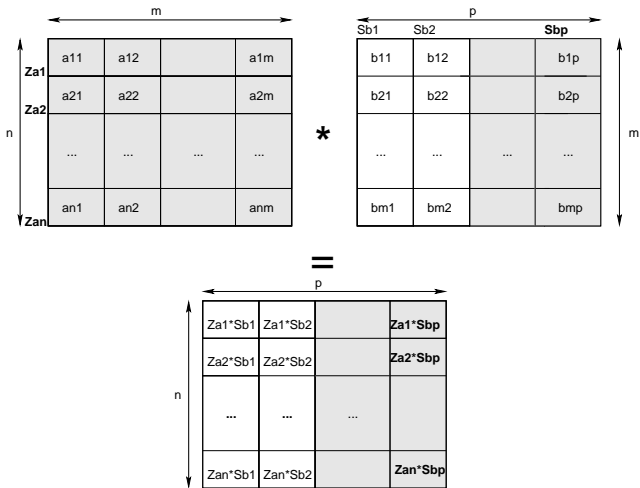 m
p
Sb1 Sb2 Sbp
a11 a12 a1m b11 b12 b1p
Za1
a21 a22 a2m b21 b22 b2p
Za2
n * m
... ... ... ... ... ... ... ...
an1 an2 anm bm1 bm2 bmp
Zan
=
p
Za1*Sb1 Za1*Sb2 Za1*Sbp
Za2*Sb1 Za2*Sb2 Za2*Sbp
n
... ... ...
Zan*Sb1 Zan*Sb2 Zan*Sbp